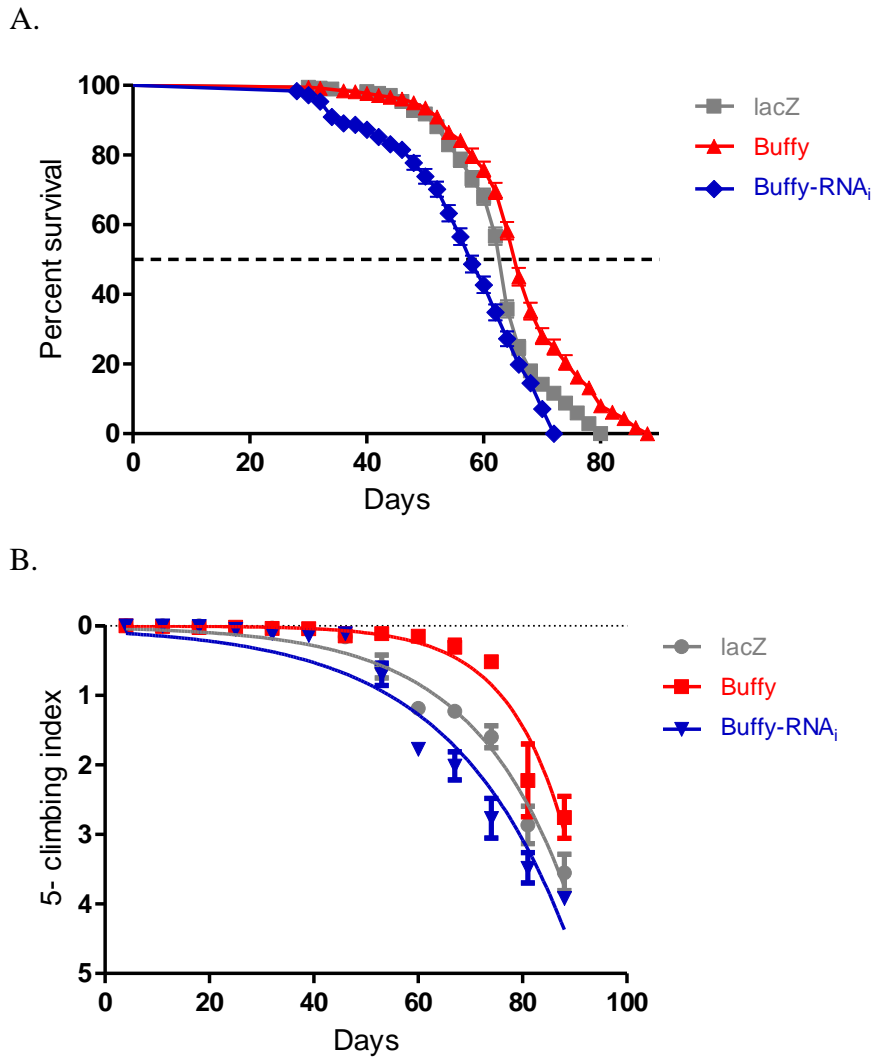 A.
100
80
60
40
20
0
Percent survival
0 20 40 60 80
Days
lacZ
Buffy
Buffy-RNAi
B.
0
1
2
3
4
5
5- climbing index
0 20 40 60 80 100
Days
lacZ
Buffy
Buffy-RNAi